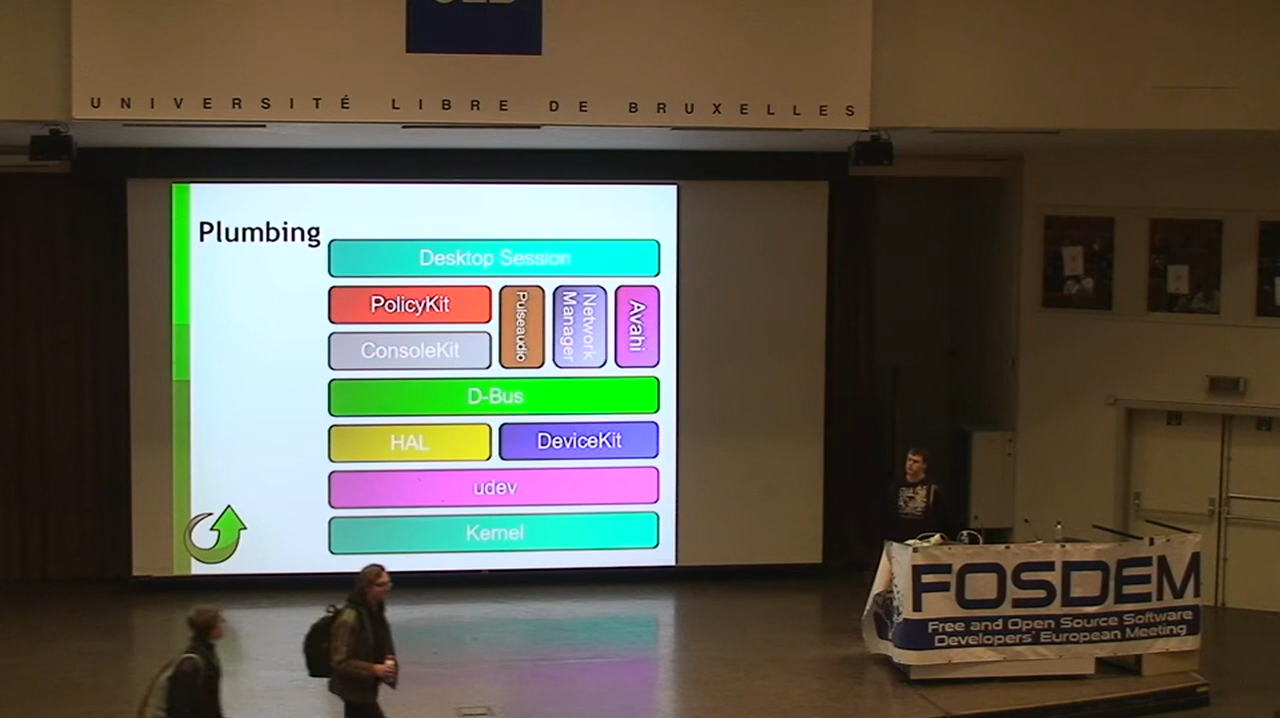 UNIVERSITÉ LIBRE DE BRUXELLES
Plumbing
Desktop Session
PolicyKit
Pulseaudio
Network
Manager
Avahi
ConsoleKit
D-Bus
HAL
DeviceKit
udev
Kernel
FOSDEM
Free and Open Source Software
Developers' European Meeting